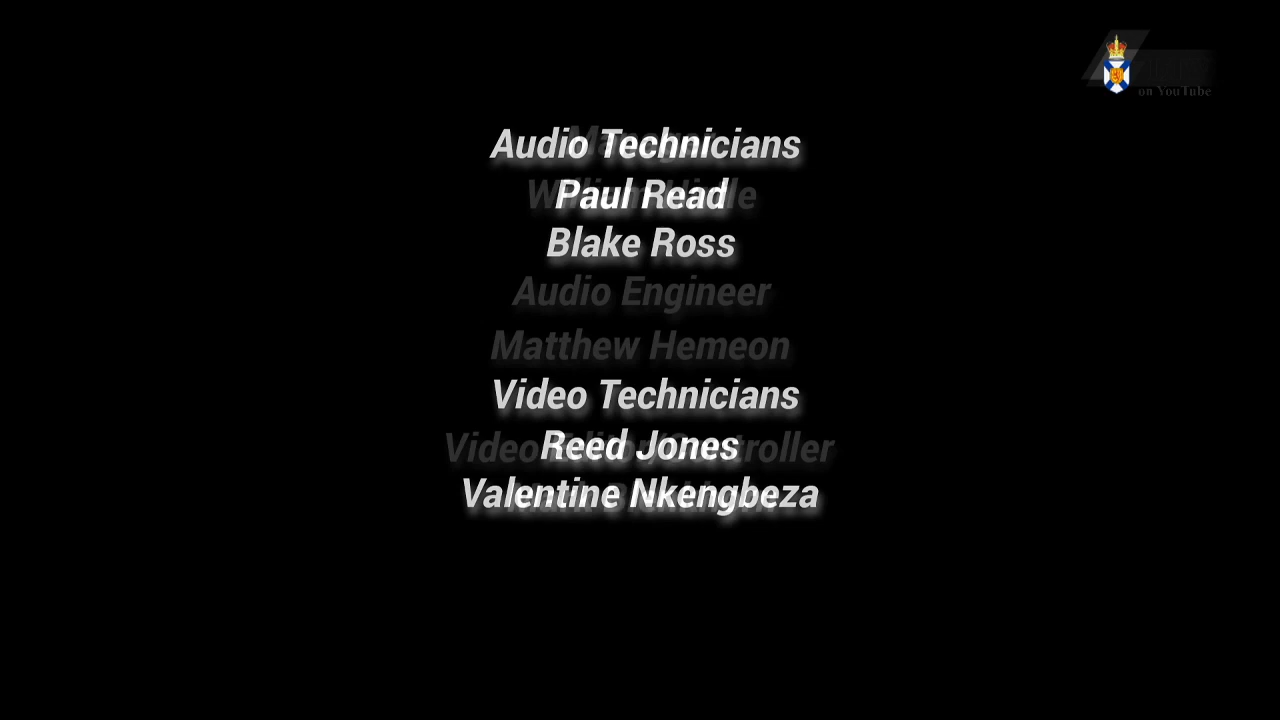 on YouTube
Audio Technicians
Paul Read
Blake Ross
Audio Engineer
Matthew Hemeon
Video Technicians
Reed Jones
Valentine Nkengbeza